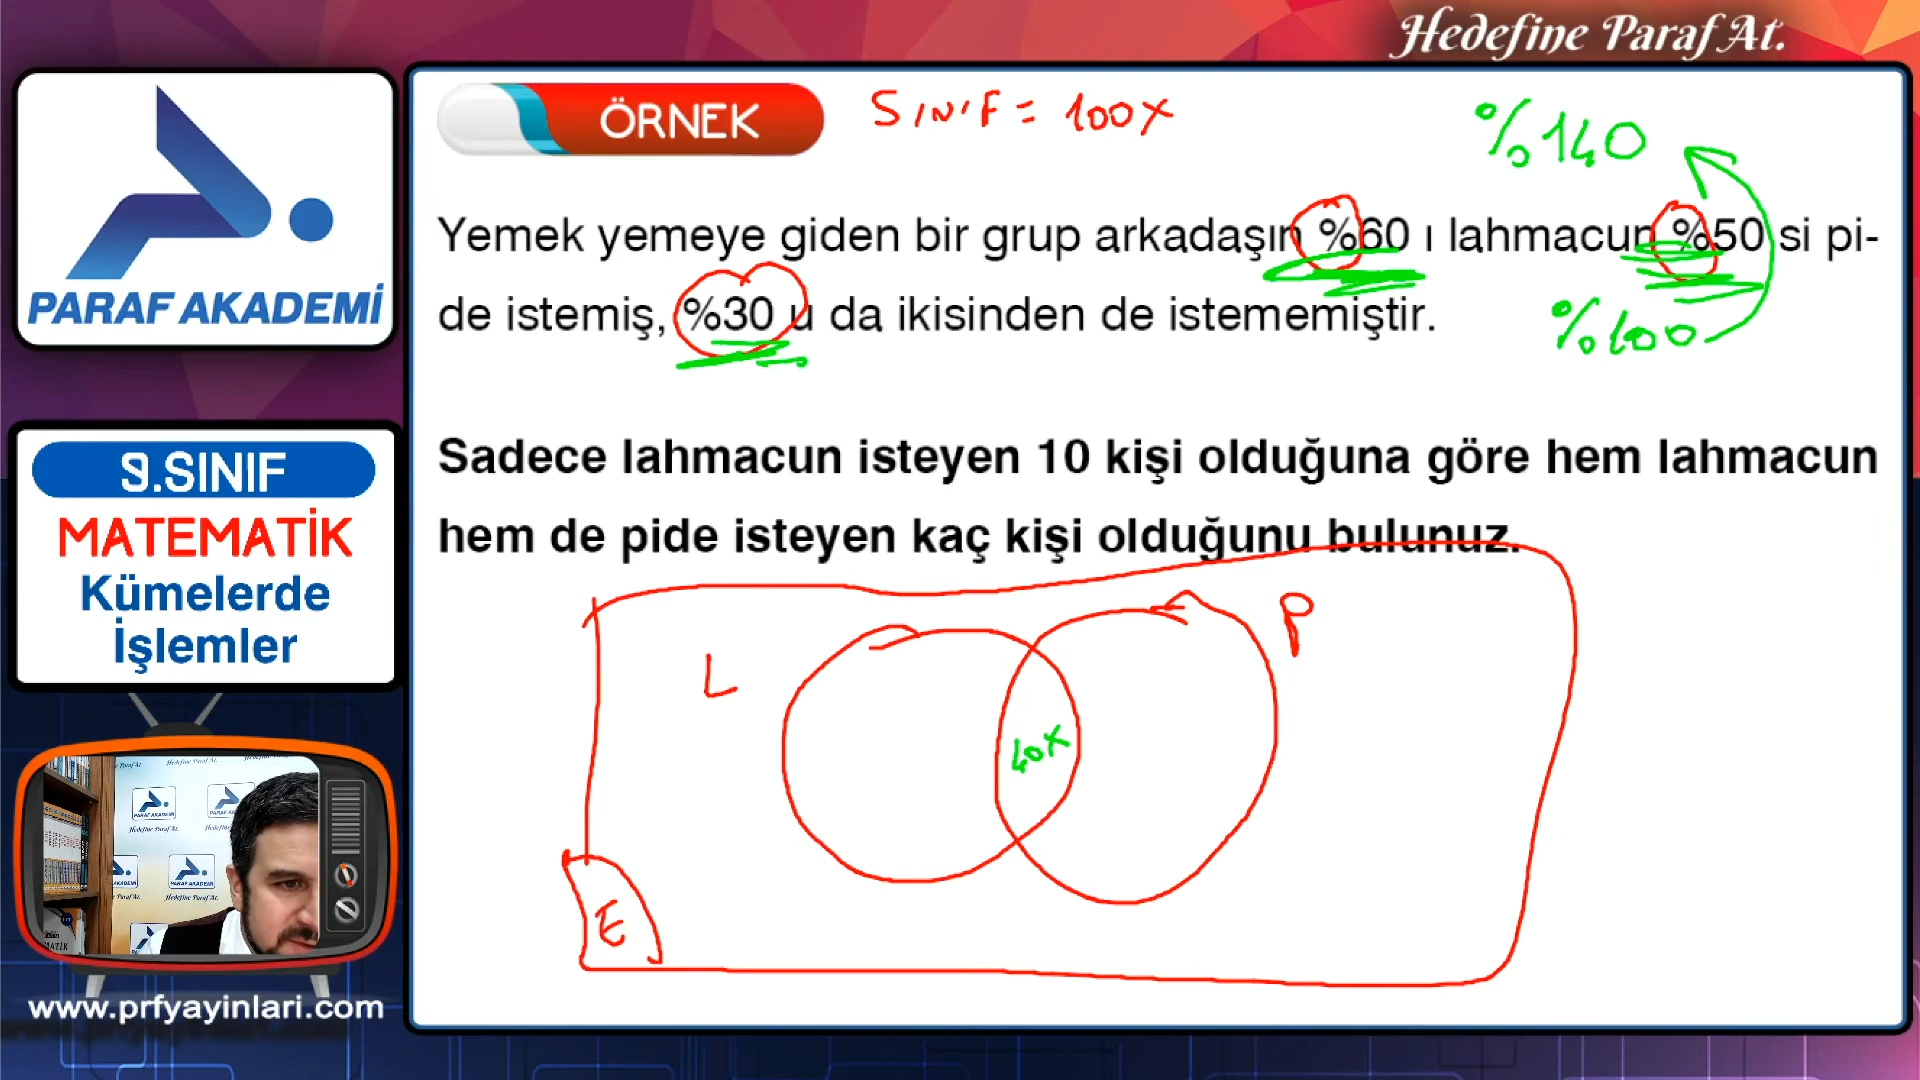 Hedefine Paraf At.
PARAF AKADEMİ
9.SINIF
MATEMATİK
Kümelerde
İşlemler
www.prfyayinlari.com
ÖRNEK
SINIF = 100x
%140
Yemek yemeye giden bir grup arkadaşın %60 ı lahmacun %50 si pi-
de istemiş, %30 u da ikisinden de istememiştir.
%100
Sadece lahmacun isteyen 10 kişi olduğuna göre hem lahmacun
hem de pide isteyen kaç kişi olduğunu bulunuz.
L
P
40x
E